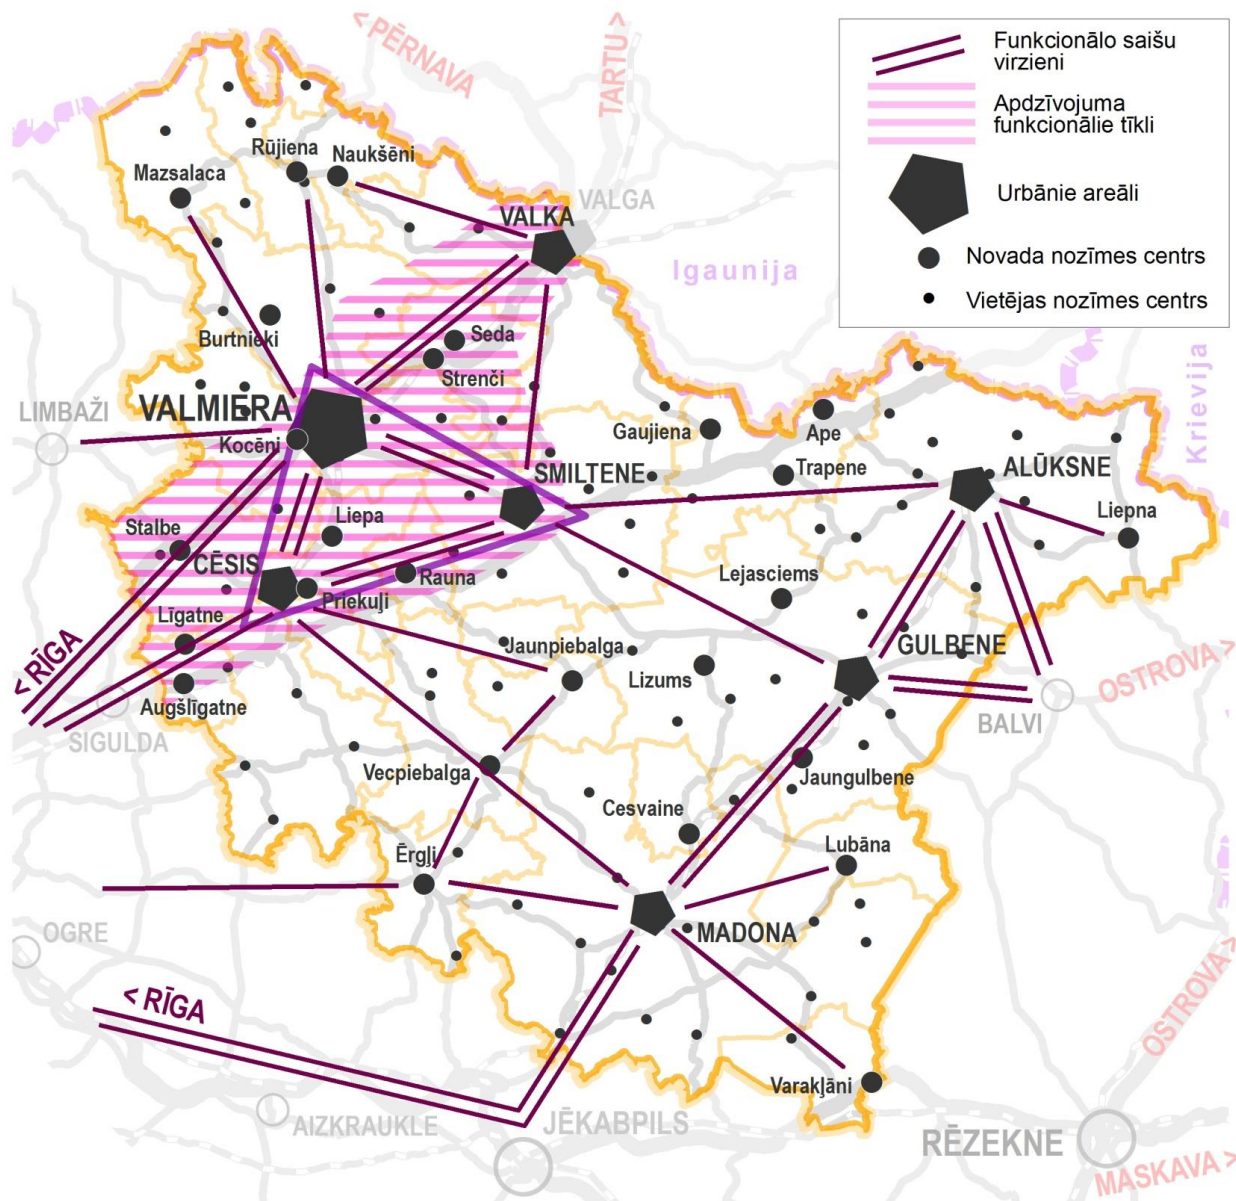 Funkcionālo saišu
virzieni
Apdzīvojuma
funkcionālie tīkli
Urbānie areāli
Novada nozīmes centrs
Vietējas nozīmes centrs
< PĒRNAVA
TARTU >
Rūjiena
Naukšēni
Mazsalaca
VALKA
VALGA
Igaunija
Krievija
Burtnieki
Seda
Strenči
LIMBAŽI
VALMIERA
Kocēni
Gaujiena
Ape
Trapene
SMILTENE
ALŪKSNE
Liepna
Stalbe
Liepa
CĒSIS
Rauna
Priekuļi
Lejasciems
Līgatne
Jaunpiebalga
GULBENE
< RĪGA
Augšlīgatne
Lizums
OSTROVA >
BALVI
SIGULDA
Vecpiebalga
Jaungulbene
Cesvaine
Lubāna
Ērgļi
OGRE
MADONA
< RĪGA
OSTROVA >
Varakļāni
AIZKRAUKLE
JĒKABPILS
RĒZEKNE
MASKAVA >